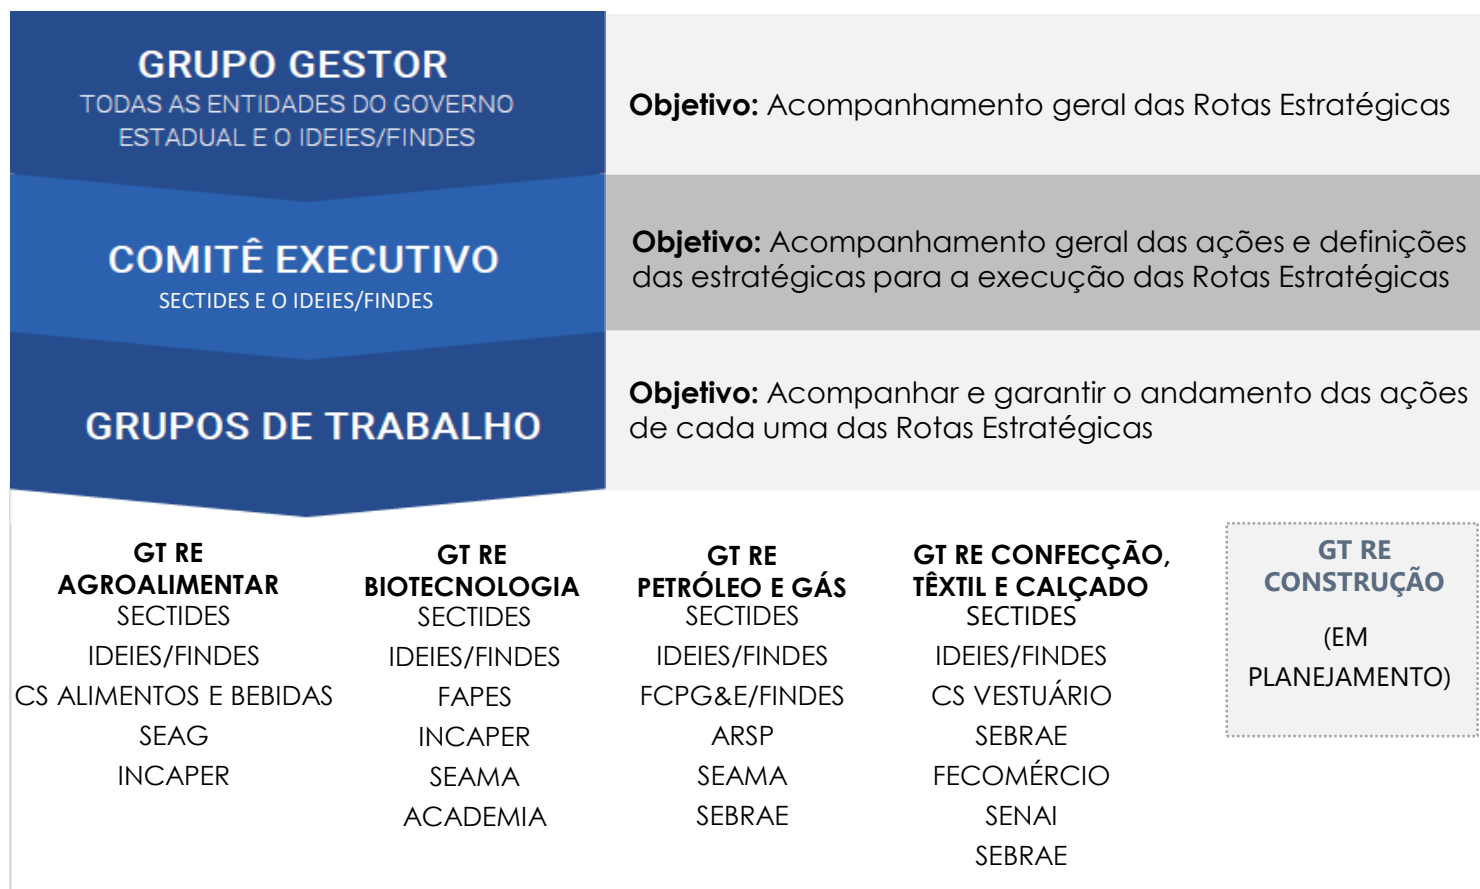 GRUPO GESTOR
TODAS AS ENTIDADES DO GOVERNO
ESTADUAL E O IDEIES/FINDES
Objetivo: Acompanhamento geral das Rotas Estratégicas
COMITÊ EXECUTIVO
SECTIDES E O IDEIES/FINDES
Objetivo: Acompanhamento geral das ações e definições
das estratégicas para a execução das Rotas Estratégicas
GRUPOS DE TRABALHO
Objetivo: Acompanhar e garantir o andamento das ações
de cada uma das Rotas Estratégicas
GT RE
AGROALIMENTAR
SECTIDES
IDEIES/FINDES
CS ALIMENTOS E BEBIDAS
SEAG
INCAPER
GT RE
BIOTECNOLOGIA
SECTIDES
IDEIES/FINDES
FAPES
INCAPER
SEAMA
ACADEMIA
GT RE
PETRÓLEO E GÁS
SECTIDES
IDEIES/FINDES
FCPG&E/FINDES
ARSP
SEAMA
SEBRAE
GT RE CONFECÇÃO,
TÊXTIL E CALÇADO
SECTIDES
IDEIES/FINDES
CS VESTUÁRIO
SEBRAE
FECOMÉRCIO
SENAI
SEBRAE
GT RE
CONSTRUÇÃO
(EM
PLANEJAMENTO)